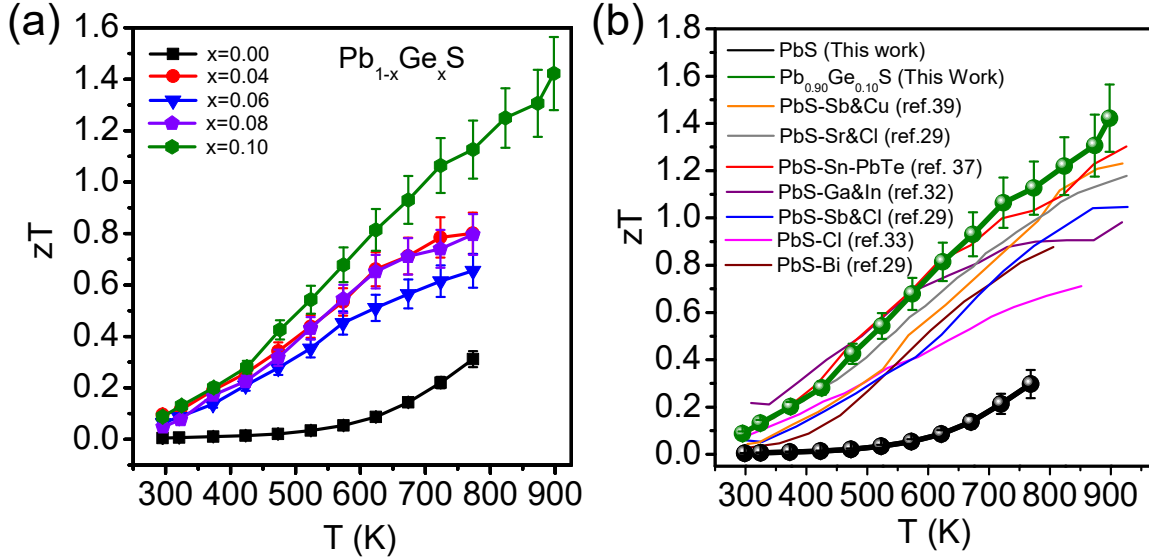 (a)
1.6
1.4
1.2
1.0
0.8
0.6
0.4
0.2
0.0
zT
x=0.00
x=0.04
x=0.06
x=0.08
x=0.10
Pb1-xGexS
300 400 500 600 700 800 900
T (K)
(b)
1.8
1.6
1.4
1.2
1.0
0.8
0.6
0.4
0.2
0.0
zT
PbS (This work)
Pb0.90Ge0.10S (This Work)
PbS-Sb&Cu (ref.39)
PbS-Sr&Cl (ref.29)
PbS-Sn-PbTe (ref. 37)
PbS-Ga&In (ref.32)
PbS-Sb&Cl (ref.29)
PbS-Cl (ref.33)
PbS-Bi (ref.29)
300 400 500 600 700 800 900
T (K)